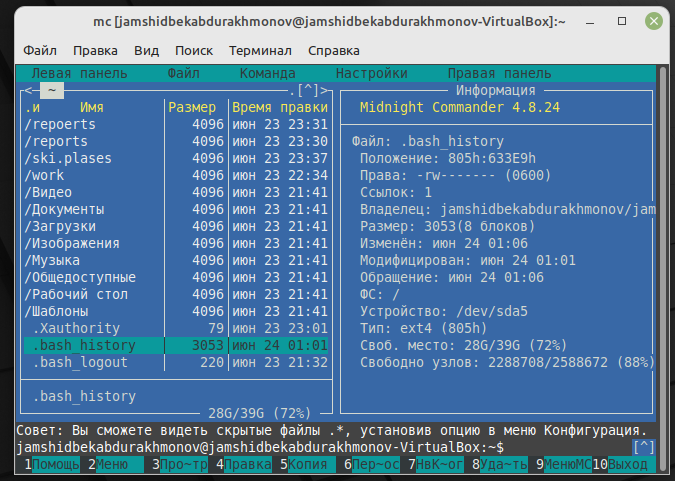 mc [jamshidbekabdurakhmonov@jamshidbekabdurakhmonov-VirtualBox]:~
Файл Правка Вид Поиск Терминал Справка
Левая панель Файл Команда Настройки Правая панель
<─ ~ ─.[^]>
.и Имя Размер Время правки
/repoerts 4096 июн 23 23:31
/reports 4096 июн 23 23:30
/ski.plases 4096 июн 23 23:37
/work 4096 июн 23 22:34
/Видео 4096 июн 23 21:41
/Документы 4096 июн 23 21:41
/Загрузки 4096 июн 23 21:41
/Изображения 4096 июн 23 21:41
/Музыка 4096 июн 23 21:41
/Общедоступные 4096 июн 23 21:41
/Рабочий стол 4096 июн 23 21:41
/Шаблоны 4096 июн 23 21:41
.Xauthority 79 июн 23 23:01
.bash_history 3053 июн 24 01:01
.bash_logout 220 июн 23 21:32
.bash_history
28G/39G (72%)
Информация
Midnight Commander 4.8.24
Файл: .bash_history
Положение: 805h:633E9h
Права: -rw------- (0600)
Ссылок: 1
Владелец: jamshidbekabdurakhmonov/jam
Размер: 3053(8 блоков)
Изменён: июн 24 01:06
Модифицирован: июн 24 01:01
Обращение: июн 24 01:06
ФС: /
Устройство: /dev/sda5
Тип: ext4 (805h)
Своб. место: 28G/39G (72%)
Свободно узлов: 2288708/2588672 (88%)
Совет: Вы сможете видеть скрытые файлы .*, установив опцию в меню Конфигурация.
jamshidbekabdurakhmonov@jamshidbekabdurakhmonov-VirtualBox:~$ [^]
1Помощь 2Меню 3Про~тр 4Правка 5Копия 6Пер~ос 7НвК~ог 8Уда~ть 9МенюМС 10Выход